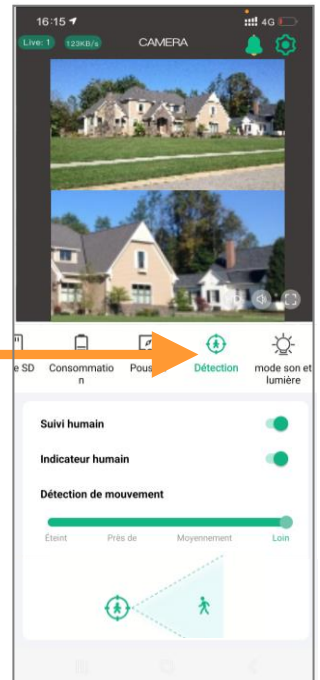 16:15 4G
Live: 1 123KB/s CAMERA
e SD Consommatio Pous Détection mode son et
n lumière
Suivi humain
Indicateur humain
Détection de mouvement
Éteint Près de Moyennement Loin